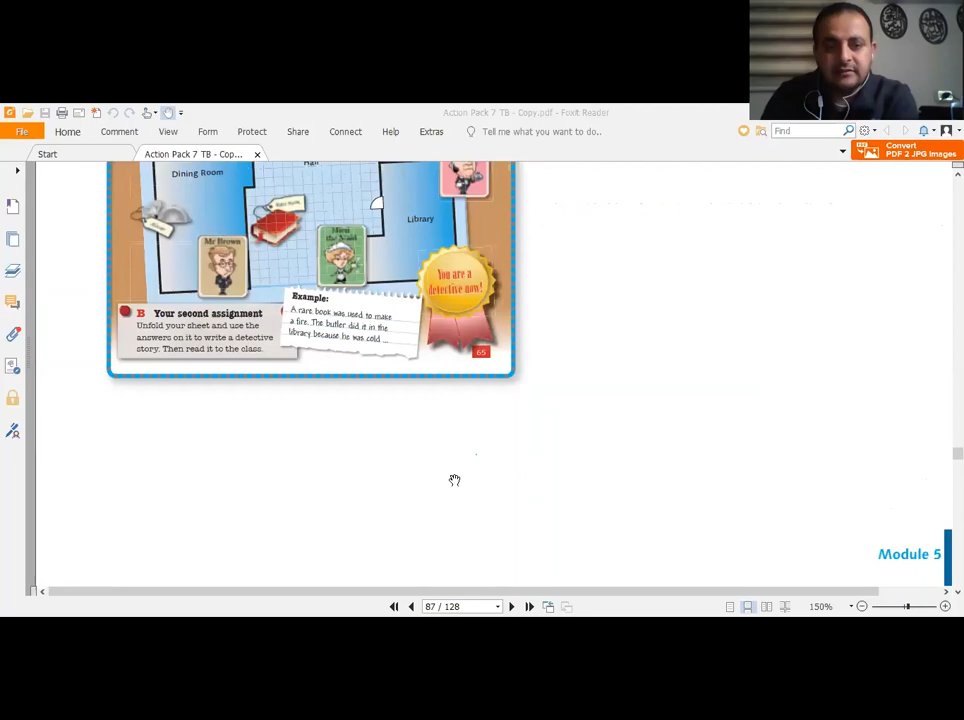 Action Pack 7 TB - Copy.pdf - Foxit Reader
File Home Comment View Form Protect Share Connect Help Extras Tell me what you want to do.. Find
Convert
PDF 2 JPG Images
Start Action Pack 7 TB - Cop...
Hall
Dining Room
Library
Rare Book
Mr Brown
Mimi
the Maid
You are a
detective now!
B Your second assignment
Unfold your sheet and use the
answers on it to write a detective
story. Then read it to the class.
Example:
A rare book was used to make
a fire. The butler did it in the
library because he was cold ...
65
Module 5
87 / 128
150%